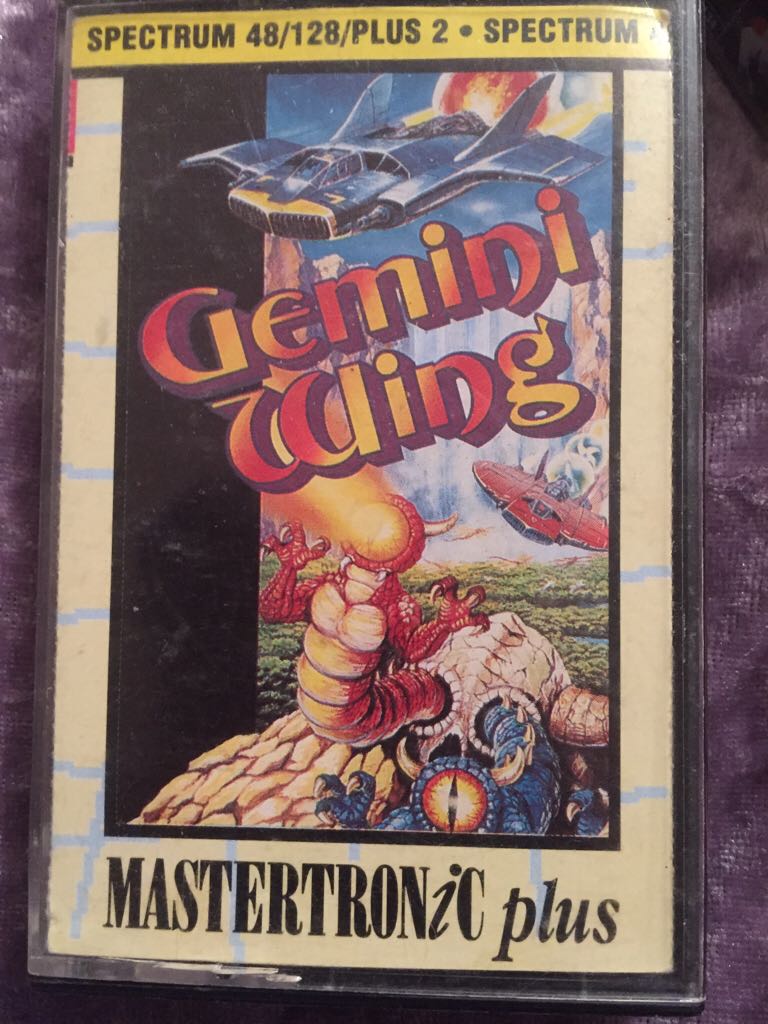 SPECTRUM 48/128/PLUS 2 • SPECTRUM
Gemini
Wing
MASTERTRONiC plus